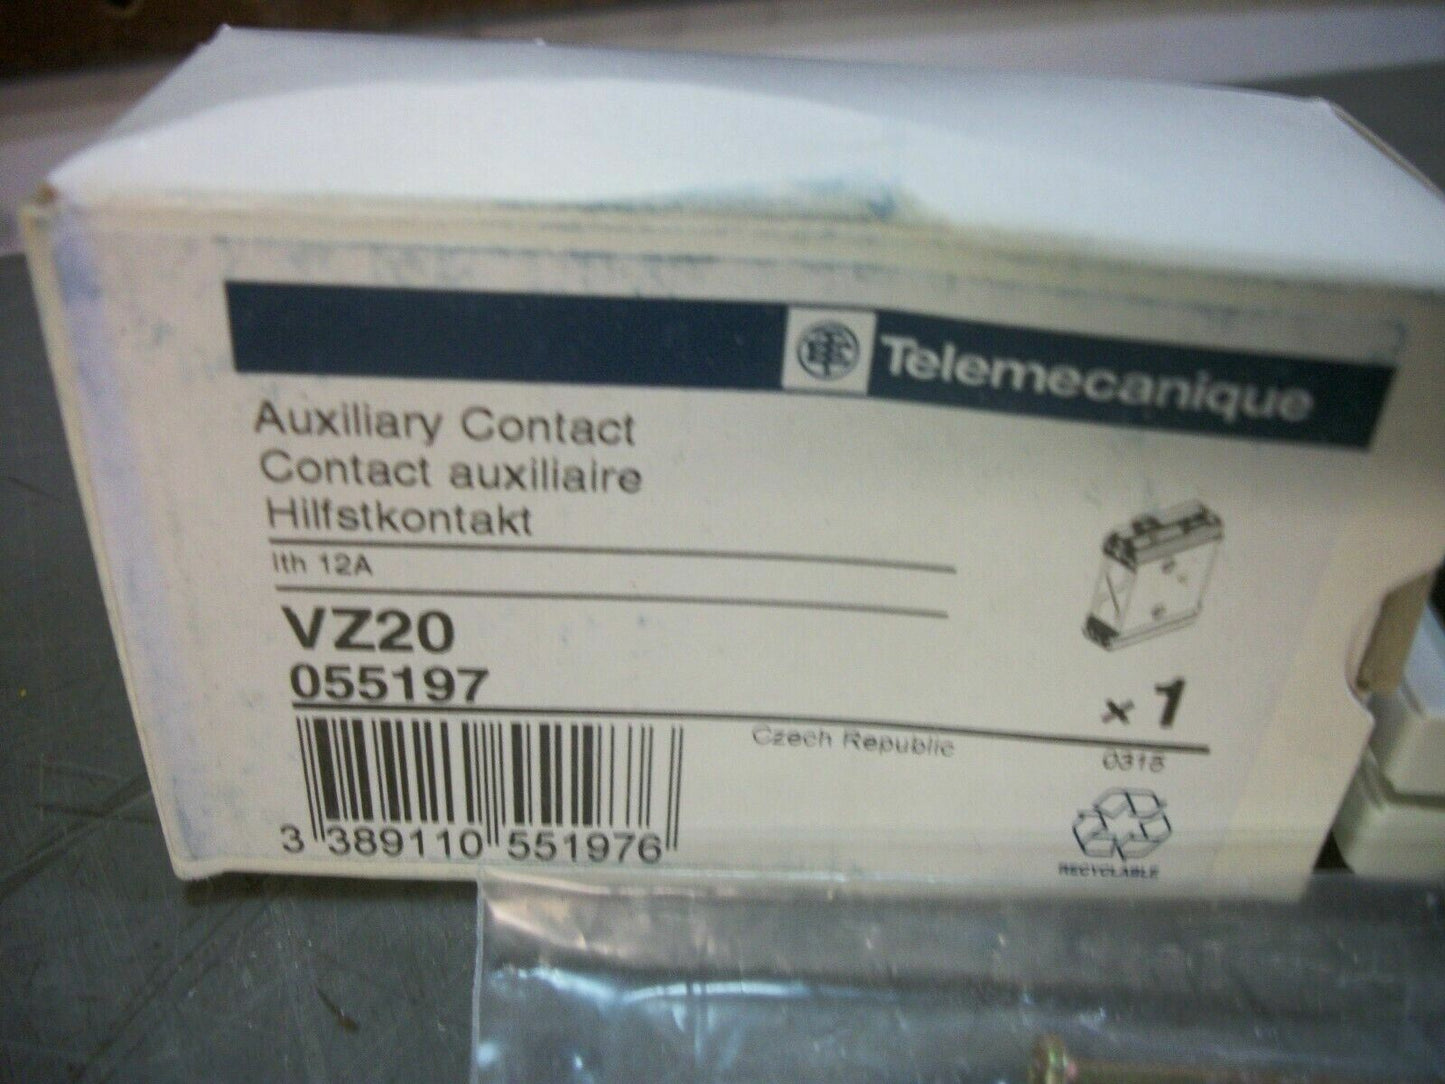 Telemecanique
Auxiliary Contact
Contact auxiliaire
Hilfstkontakt
Ith 12A
VZ20
055197
x 1
Czech Republic
0318
3 389110 551976
RECYCLABLE